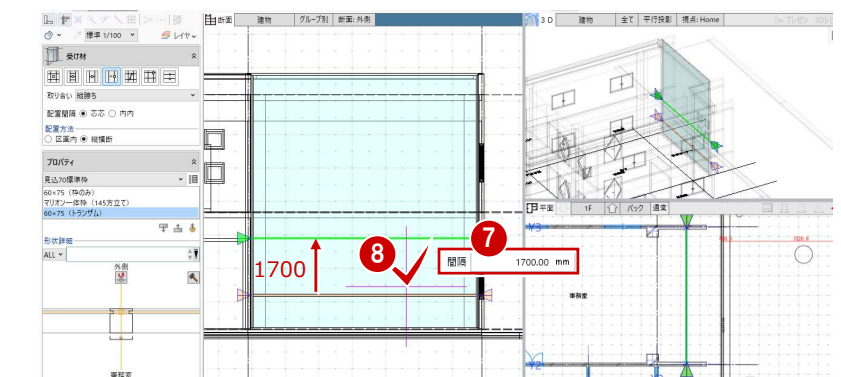 標準 1/100
レイヤ
受け材
取り合い 縦勝ち
配置間隔 芯芯 内内
配置方法
区画内 縦横断
プロパティ
見込70標準枠
60×75 (枠のみ)
マリオン一体枠 (145方立て)
60×75 (トランザム)
形状詳細
ALL
外側
事務室
断面 建物 グループ別 断面: 外側
1700
8
7
間隔 1700.00 mm
3 D 建物 全て 平行投影 視点: Home
平面 1F バック 通常
Y3
事務室
Y2